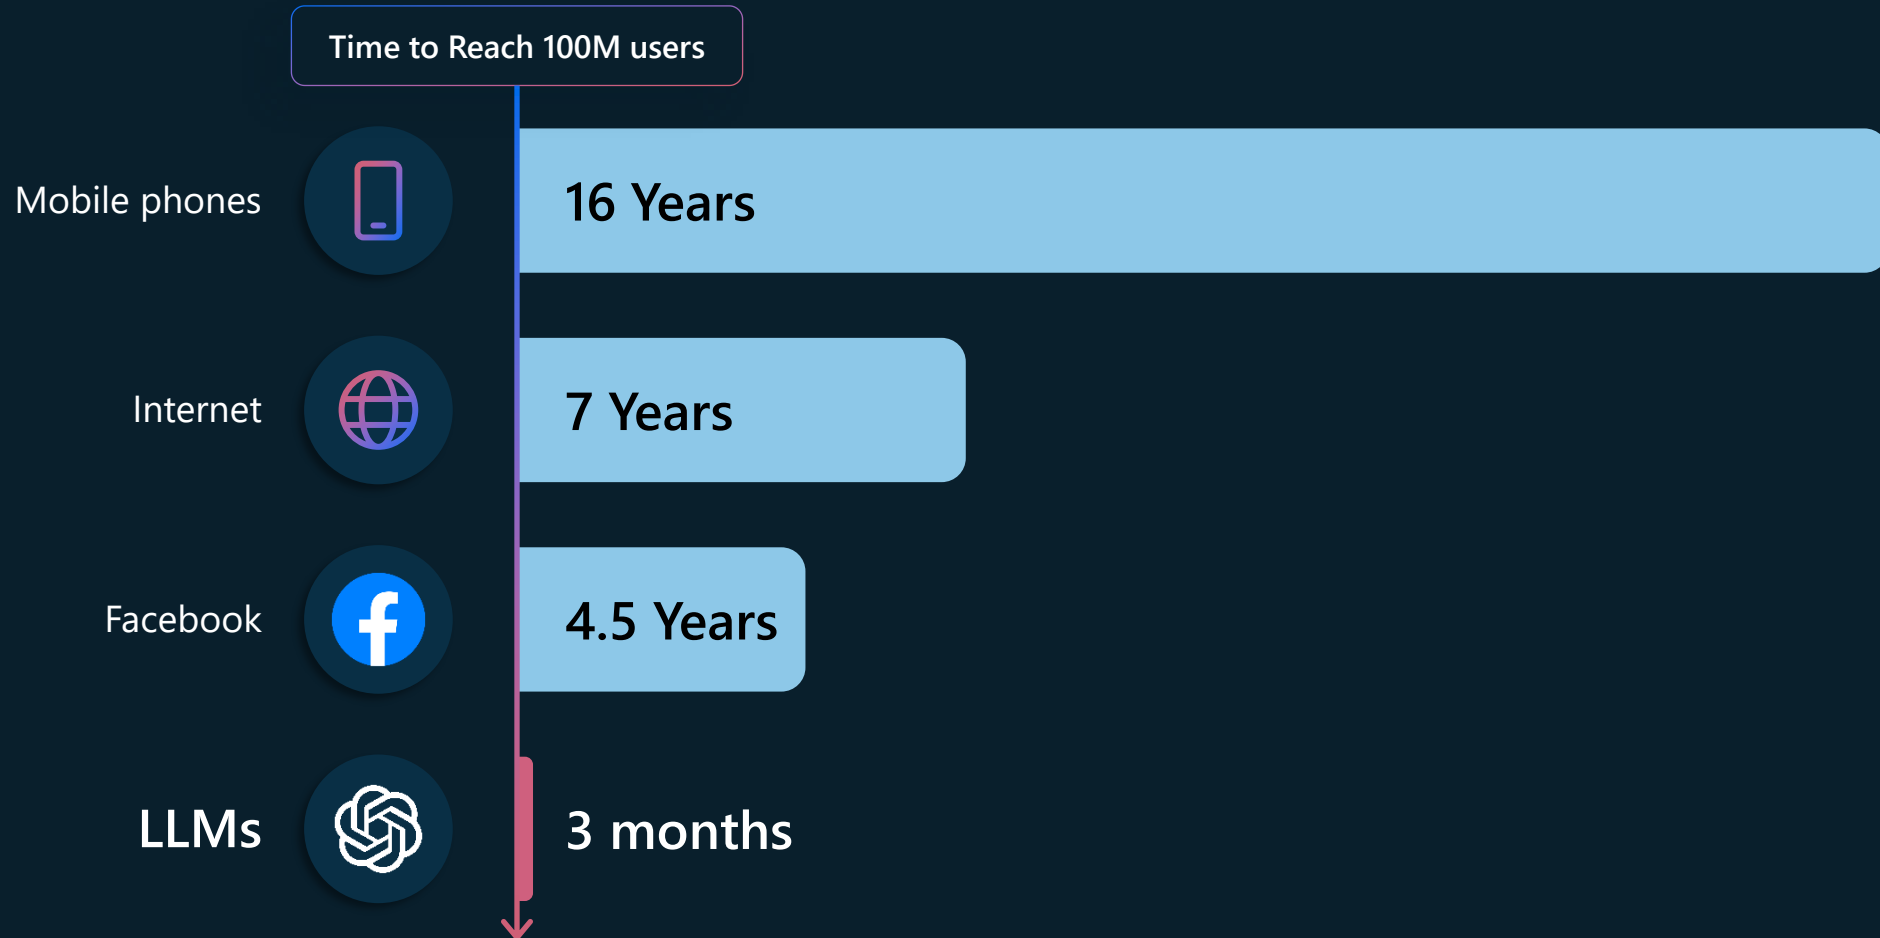 Time to Reach 100M users
Mobile phones
16 Years
Internet
7 Years
Facebook
4.5 Years
LLMs
3 months